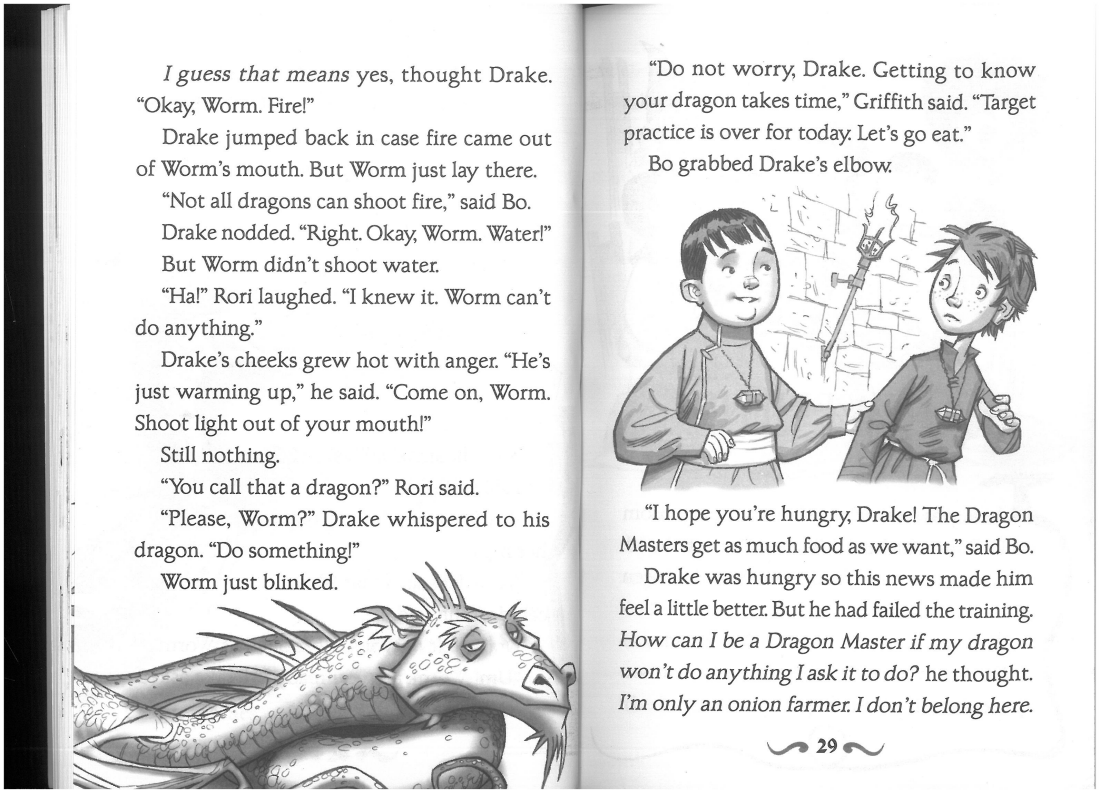 I guess that means yes, thought Drake.
“Okay, Worm. Fire!”
Drake jumped back in case fire came out
of Worm’s mouth. But Worm just lay there.
“Not all dragons can shoot fire,” said Bo.
Drake nodded. “Right. Okay, Worm. Water!”
But Worm didn’t shoot water.
“Ha!” Rori laughed. “I knew it. Worm can’t
do anything.”
Drake’s cheeks grew hot with anger. “He’s
just warming up,” he said. “Come on, Worm.
Shoot light out of your mouth!”
Still nothing.
“You call that a dragon?” Rori said.
“Please, Worm?” Drake whispered to his
dragon. “Do something!”
Worm just blinked.
“Do not worry, Drake. Getting to know
your dragon takes time,” Griffith said. “Target
practice is over for today. Let’s go eat.”
Bo grabbed Drake’s elbow.
“I hope you’re hungry, Drake! The Dragon
Masters get as much food as we want,” said Bo.
Drake was hungry so this news made him
feel a little better. But he had failed the training.
How can I be a Dragon Master if my dragon
won’t do anything I ask it to do? he thought.
I’m only an onion farmer. I don’t belong here.
29